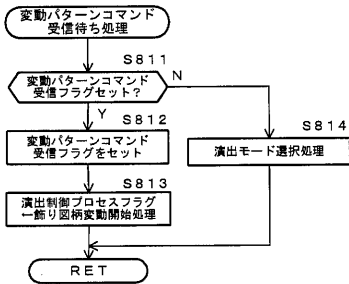 変動パターンコマンド
受信待ち処理
S811
変動パターンコマンド
受信フラグセット?
N
Y
S812
変動パターンコマンド
受信フラグをセット
S814
演出モード選択処理
S813
演出制御プロセスフラグ
←飾り図柄変動開始処理
RET